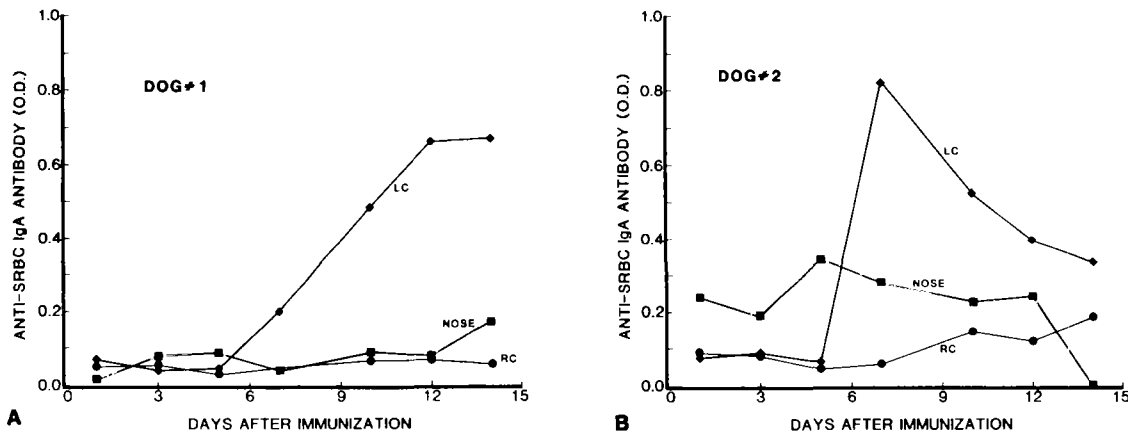 1.0
0.8
0.6
0.4
0.2
0.0
ANTI-SRBC IgA ANTIBODY (O.D.)
DOG≠1
LC
NOSE
RC
0 3 6 9 12 15
DAYS AFTER IMMUNIZATION
A
1.0
0.8
0.6
0.4
0.2
0.0
ANTI-SRBC IgA ANTIBODY (O.D.)
DOG≠2
LC
NOSE
RC
0 3 6 9 12 15
DAYS AFTER IMMUNIZATION
B